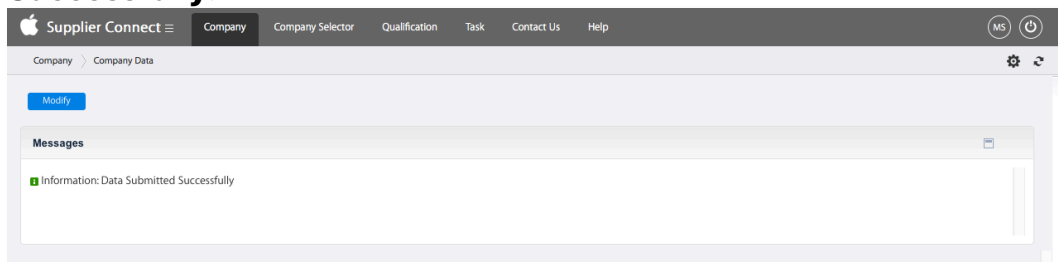 Supplier Connect Company Company Selector Qualification Task Contact Us Help MS
Company Company Data
Modify
Messages
Information: Data Submitted Successfully